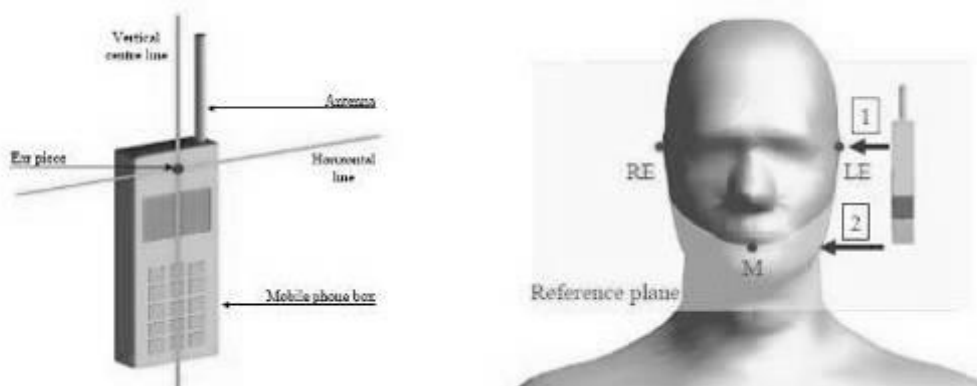 Vertical
centre line
Antenna
Ear piece
Horizontal
line
Mobile phone box
1
RE
LE
2
M
Reference plane